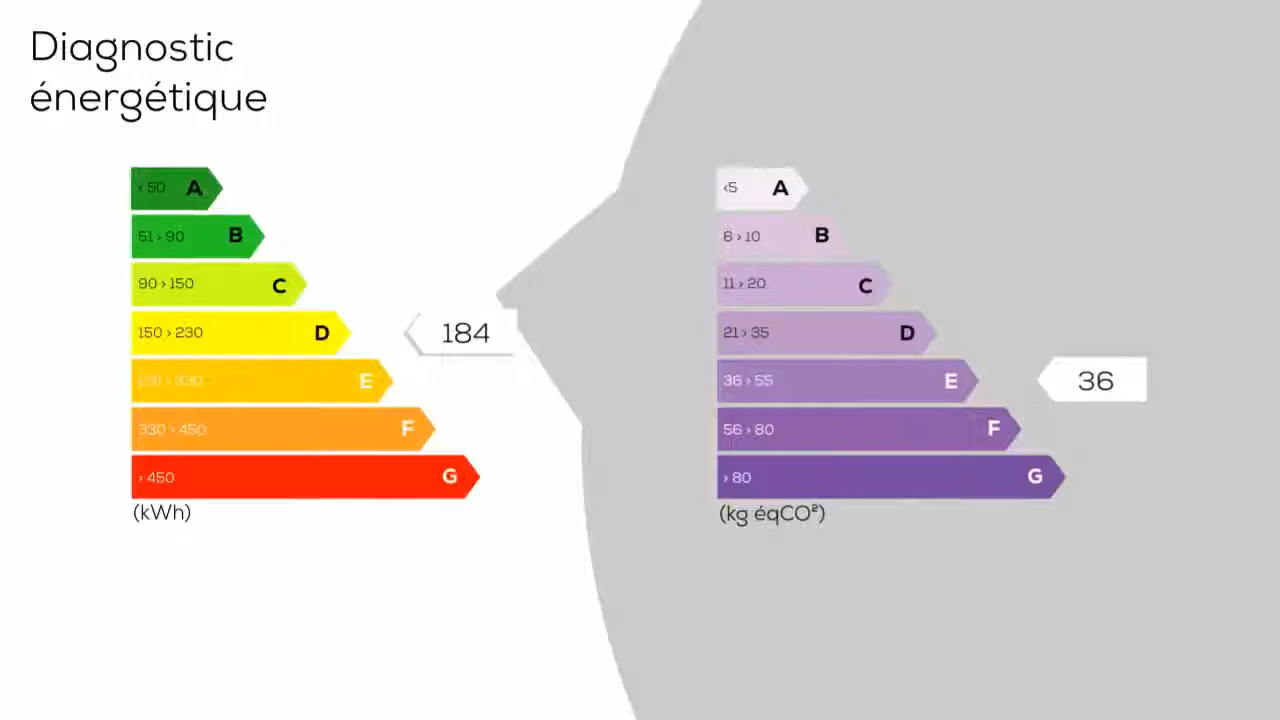 Diagnostic
énergétique
‹ 50 A
51 › 90 B
90 › 150 C
150 › 230 D
184
E
330 › 450 F
› 450 G
(kWh)
‹5 A
6 › 10 B
11 › 20 C
21 › 35 D
36 › 55 E
36
56 › 80 F
› 80 G
(kg éqCO²)